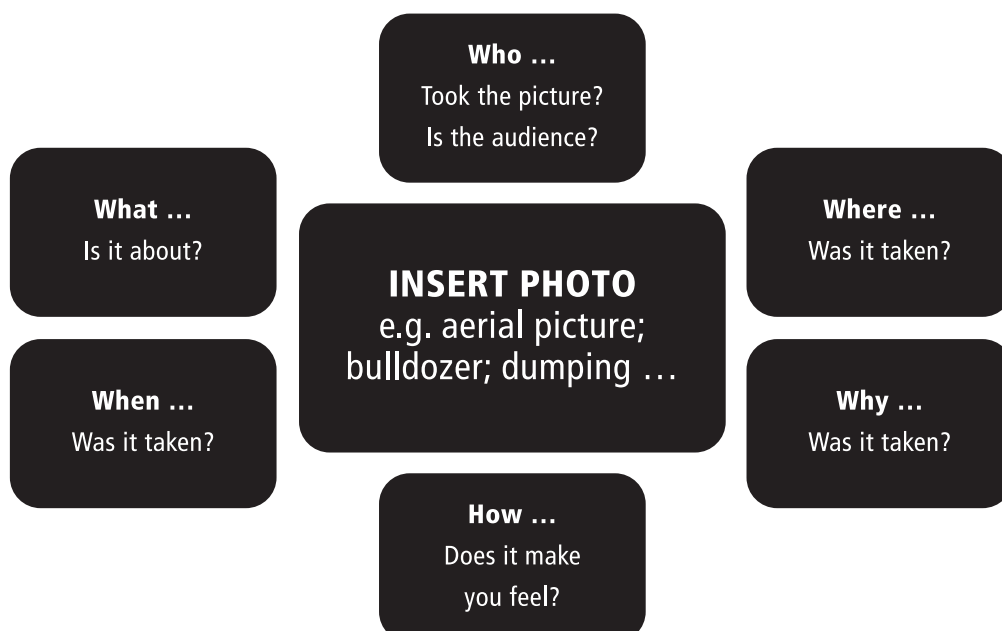 Who ...
Took the picture?
Is the audience?
What ...
Is it about?
Where ...
Was it taken?
INSERT PHOTO
e.g. aerial picture;
bulldozer; dumping ...
When ...
Was it taken?
Why ...
Was it taken?
How ...
Does it make
you feel?